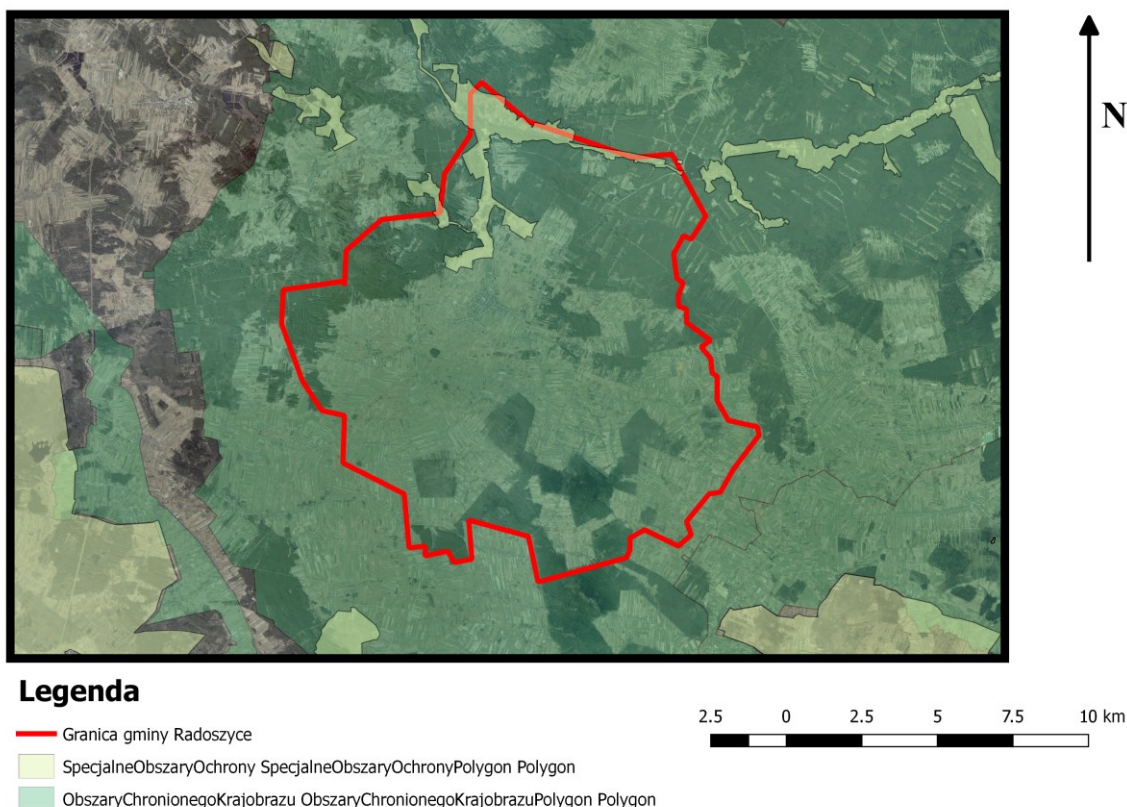 N
Legenda
Granica gminy Radoszyce
SpecjalneObszaryOchrony SpecjalneObszaryOchronyPolygon Polygon
ObszaryChronionegoKrajobrazu ObszaryChronionegoKrajobrazuPolygon Polygon
2.5 0 2.5 5 7.5 10 km